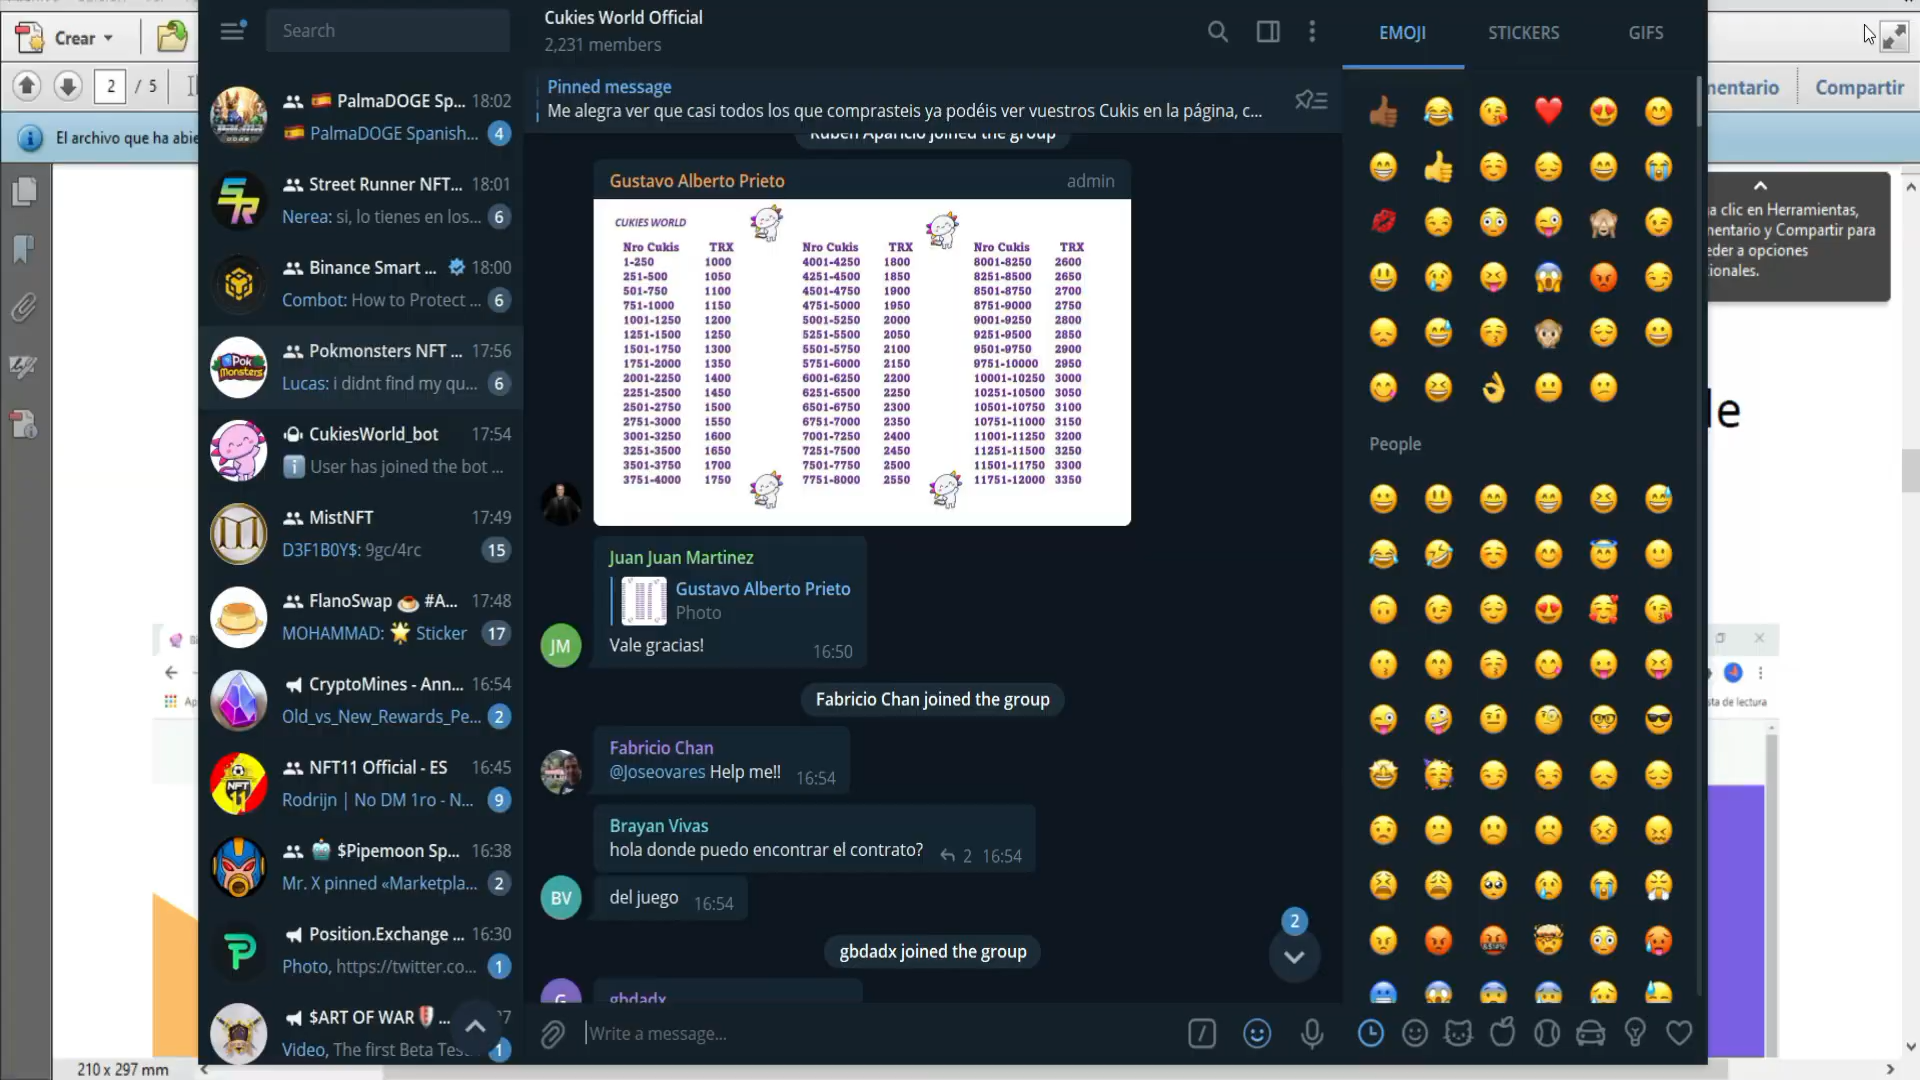 Crear
2 / 5
El archivo que ha abie
mentario
Compartir
a clic en Herramientas,
mentario y Compartir para
eder a opciones
ionales.
le
sta de lectura
210 x 297 mm
Search
PalmaDOGE Sp... 18:02
PalmaDOGE Spanish... 4
Street Runner NFT... 18:01
Nerea: si, lo tienes en los... 6
Binance Smart ... 18:00
Combot: How to Protect ... 6
Pokmonsters NFT ... 17:56
Lucas: i didnt find my qu... 6
CukiesWorld_bot 17:54
User has joined the bot ...
MistNFT 17:49
D3F1B0Y$: 9gc/4rc 15
FlanoSwap 🍮 #A... 17:48
MOHAMMAD: 🌟 Sticker 17
CryptoMines - Ann... 16:54
Old_vs_New_Rewards_Pe... 2
NFT11 Official - ES 16:45
Rodrijn | No DM 1ro - N... 9
$Pipemoon Sp... 16:38
Mr. X pinned «Marketpla... 2
Position.Exchange ... 16:30
Photo, https://twitter.co... 1
$ART OF WAR
Video, The first Beta Tes 1
Cukies World Official
2,231 members
Pinned message
Me alegra ver que casi todos los que comprasteis ya podéis ver vuestros Cukis en la página, c...
Ruben Aparicio joined the group
Gustavo Alberto Prieto admin
CUKIES WORLD
Nro Cukis TRX Nro Cukis TRX Nro Cukis TRX
1-250 1000 4001-4250 1800 8001-8250 2600
251-500 1050 4251-4500 1850 8251-8500 2650
501-750 1100 4501-4750 1900 8501-8750 2700
751-1000 1150 4751-5000 1950 8751-9000 2750
1001-1250 1200 5001-5250 2000 9001-9250 2800
1251-1500 1250 5251-5500 2050 9251-9500 2850
1501-1750 1300 5501-5750 2100 9501-9750 2900
1751-2000 1350 5751-6000 2150 9751-10000 2950
2001-2250 1400 6001-6250 2200 10001-10250 3000
2251-2500 1450 6251-6500 2250 10251-10500 3050
2501-2750 1500 6501-6750 2300 10501-10750 3100
2751-3000 1550 6751-7000 2350 10751-11000 3150
3001-3250 1600 7001-7250 2400 11001-11250 3200
3251-3500 1650 7251-7500 2450 11251-11500 3250
3501-3750 1700 7501-7750 2500 11501-11750 3300
3751-4000 1750 7751-8000 2550 11751-12000 3350
Juan Juan Martinez
Gustavo Alberto Prieto
Photo
Vale gracias! 16:50
JM
Fabricio Chan joined the group
Fabricio Chan
@Joseovares Help me!! 16:54
Brayan Vivas
hola donde puedo encontrar el contrato? 2 16:54
BV
del juego 16:54
gbdadx joined the group
gbdadx
2
Write a message...
EMOJI STICKERS GIFS
People